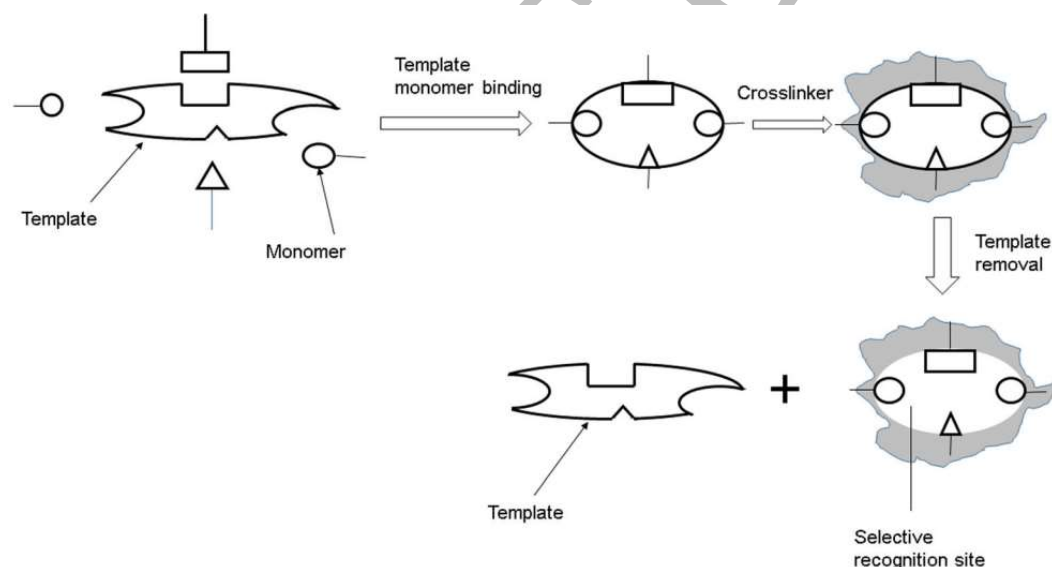 Template
monomer binding
Crosslinker
Template
Monomer
Template
removal
+
Template
Selective
recognition site